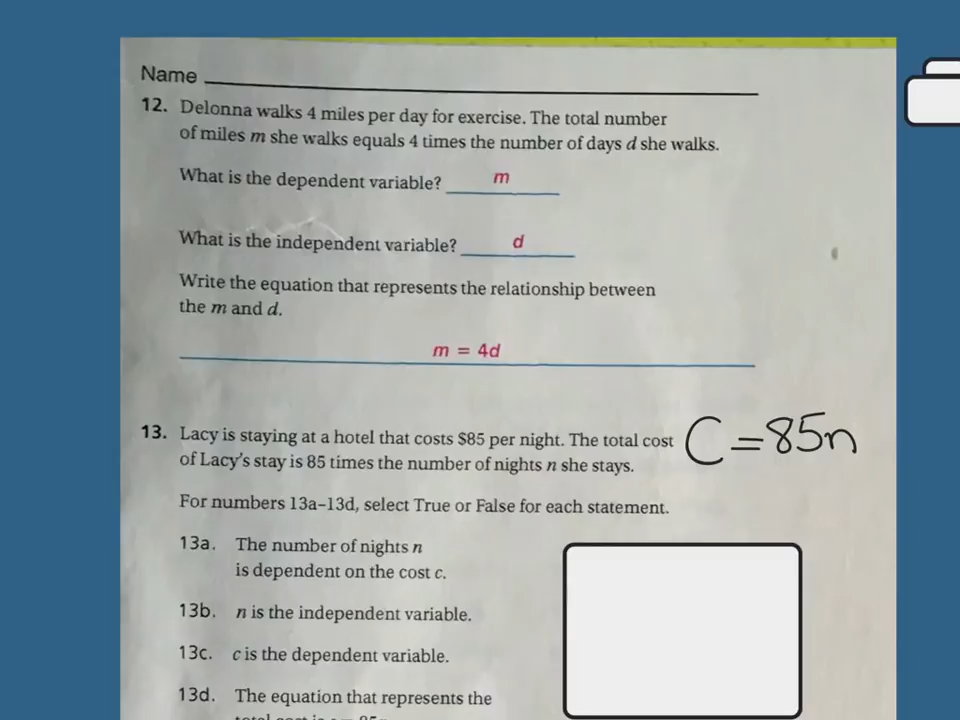 Name
12. Delonna walks 4 miles per day for exercise. The total number
of miles m she walks equals 4 times the number of days d she walks.
What is the dependent variable? m
What is the independent variable? d
Write the equation that represents the relationship between
the m and d.
m = 4d
13. Lacy is staying at a hotel that costs $85 per night. The total cost
of Lacy's stay is 85 times the number of nights n she stays.
C = 85n
For numbers 13a–13d, select True or False for each statement.
13a. The number of nights n
is dependent on the cost c.
13b. n is the independent variable.
13c. c is the dependent variable.
13d. The equation that represents the